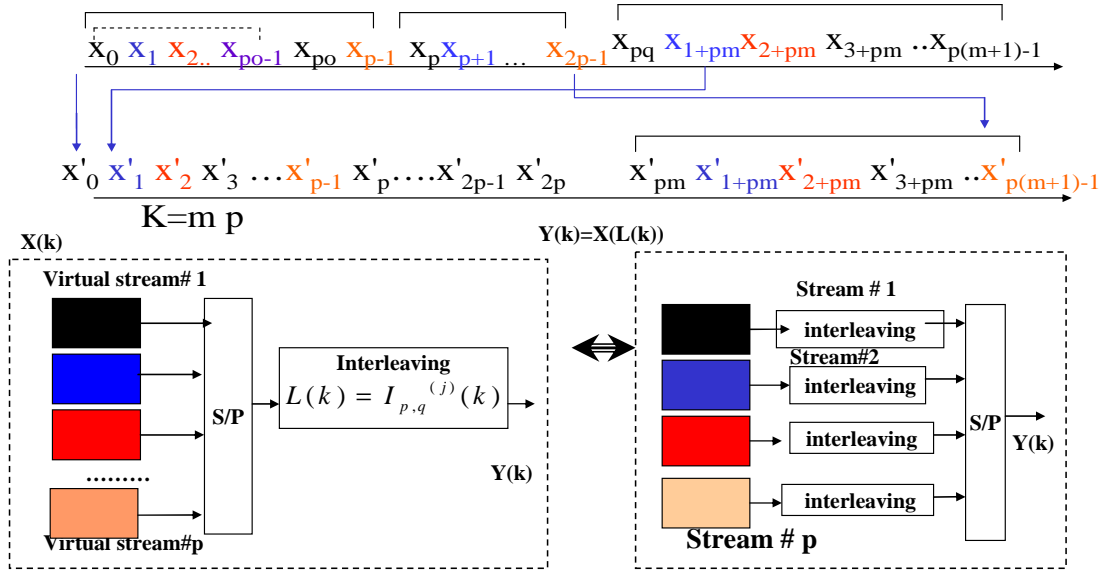 x0 x1 x2.. xpo-1 xpo xp-1 xp xp+1 … x2p-1 xpq x1+pm x2+pm x3+pm ..xp(m+1)-1
x'0 x'1 x'2 x'3 …x'p-1 x'p….x'2p-1 x'2p x'pm x'1+pm x'2+pm x'3+pm ..x'p(m+1)-1
K=m p
X(k)
Y(k)=X(L(k))
Virtual stream# 1
S/P
Interleaving
L(k) = I p,q (j) (k)
Y(k)
.........
Virtual stream#p
Stream # 1
interleaving
Stream#2
interleaving
interleaving
interleaving
S/P
Y(k)
Stream # p